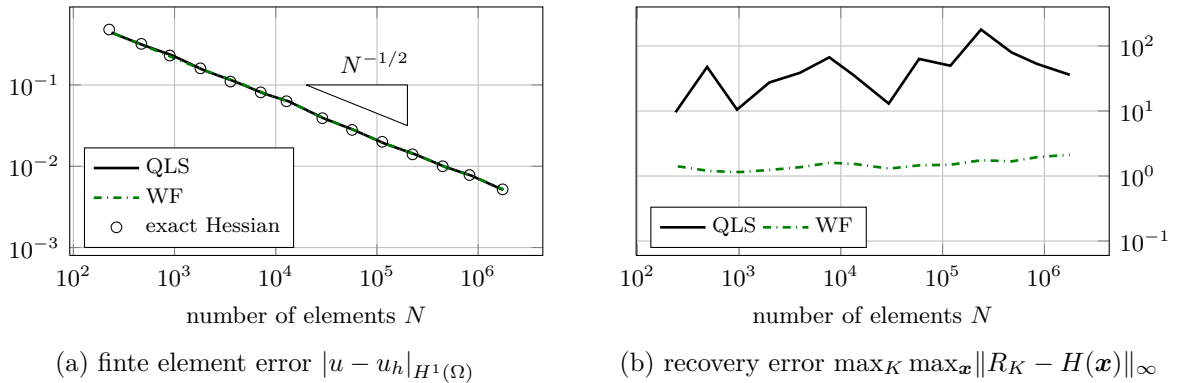 10^{-1}
10^{-2}
10^{-3}
N^{-1/2}
QLS
WF
exact Hessian
10^2 10^3 10^4 10^5 10^6
number of elements N
(a) finte element error |u − u_h|_{H^1(Ω)}
10^2
10^1
10^0
10^{-1}
QLS WF
10^2 10^3 10^4 10^5 10^6
number of elements N
(b) recovery error max_K max_x ‖R_K − H(x)‖_∞